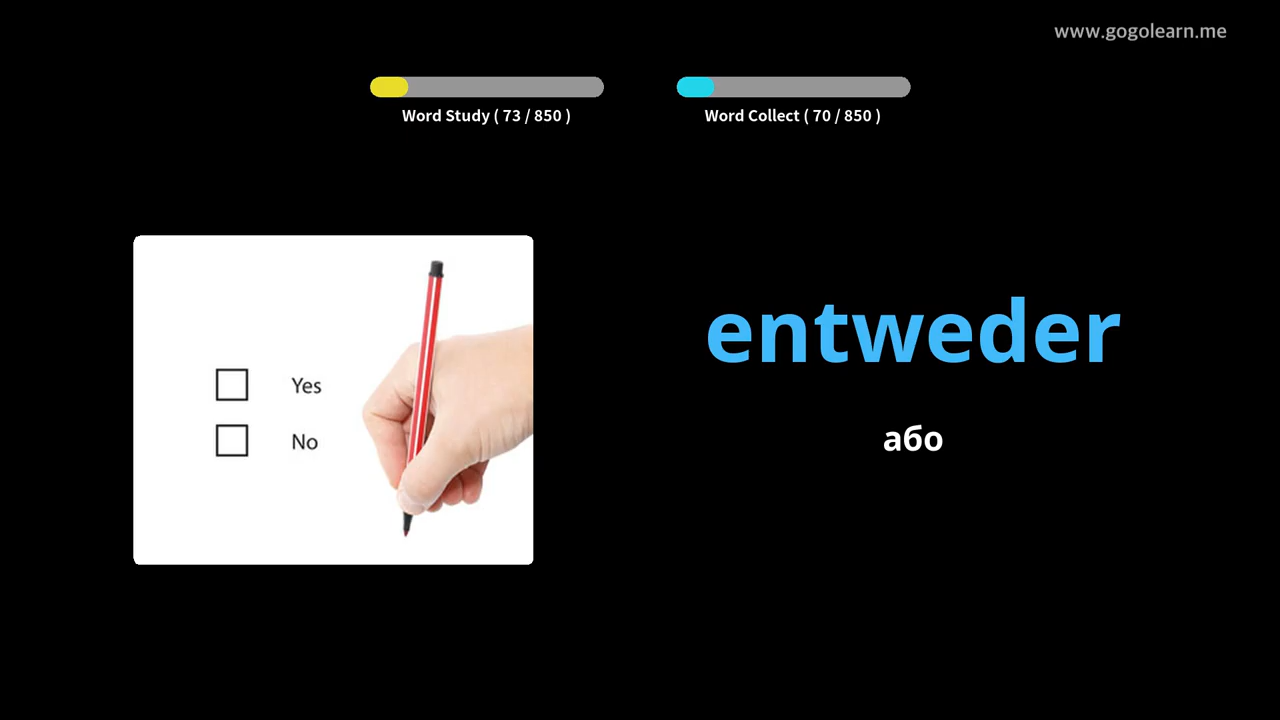 www.gogolearn.me
Word Study ( 73 / 850 )
Word Collect ( 70 / 850 )
Yes
No
entweder
або